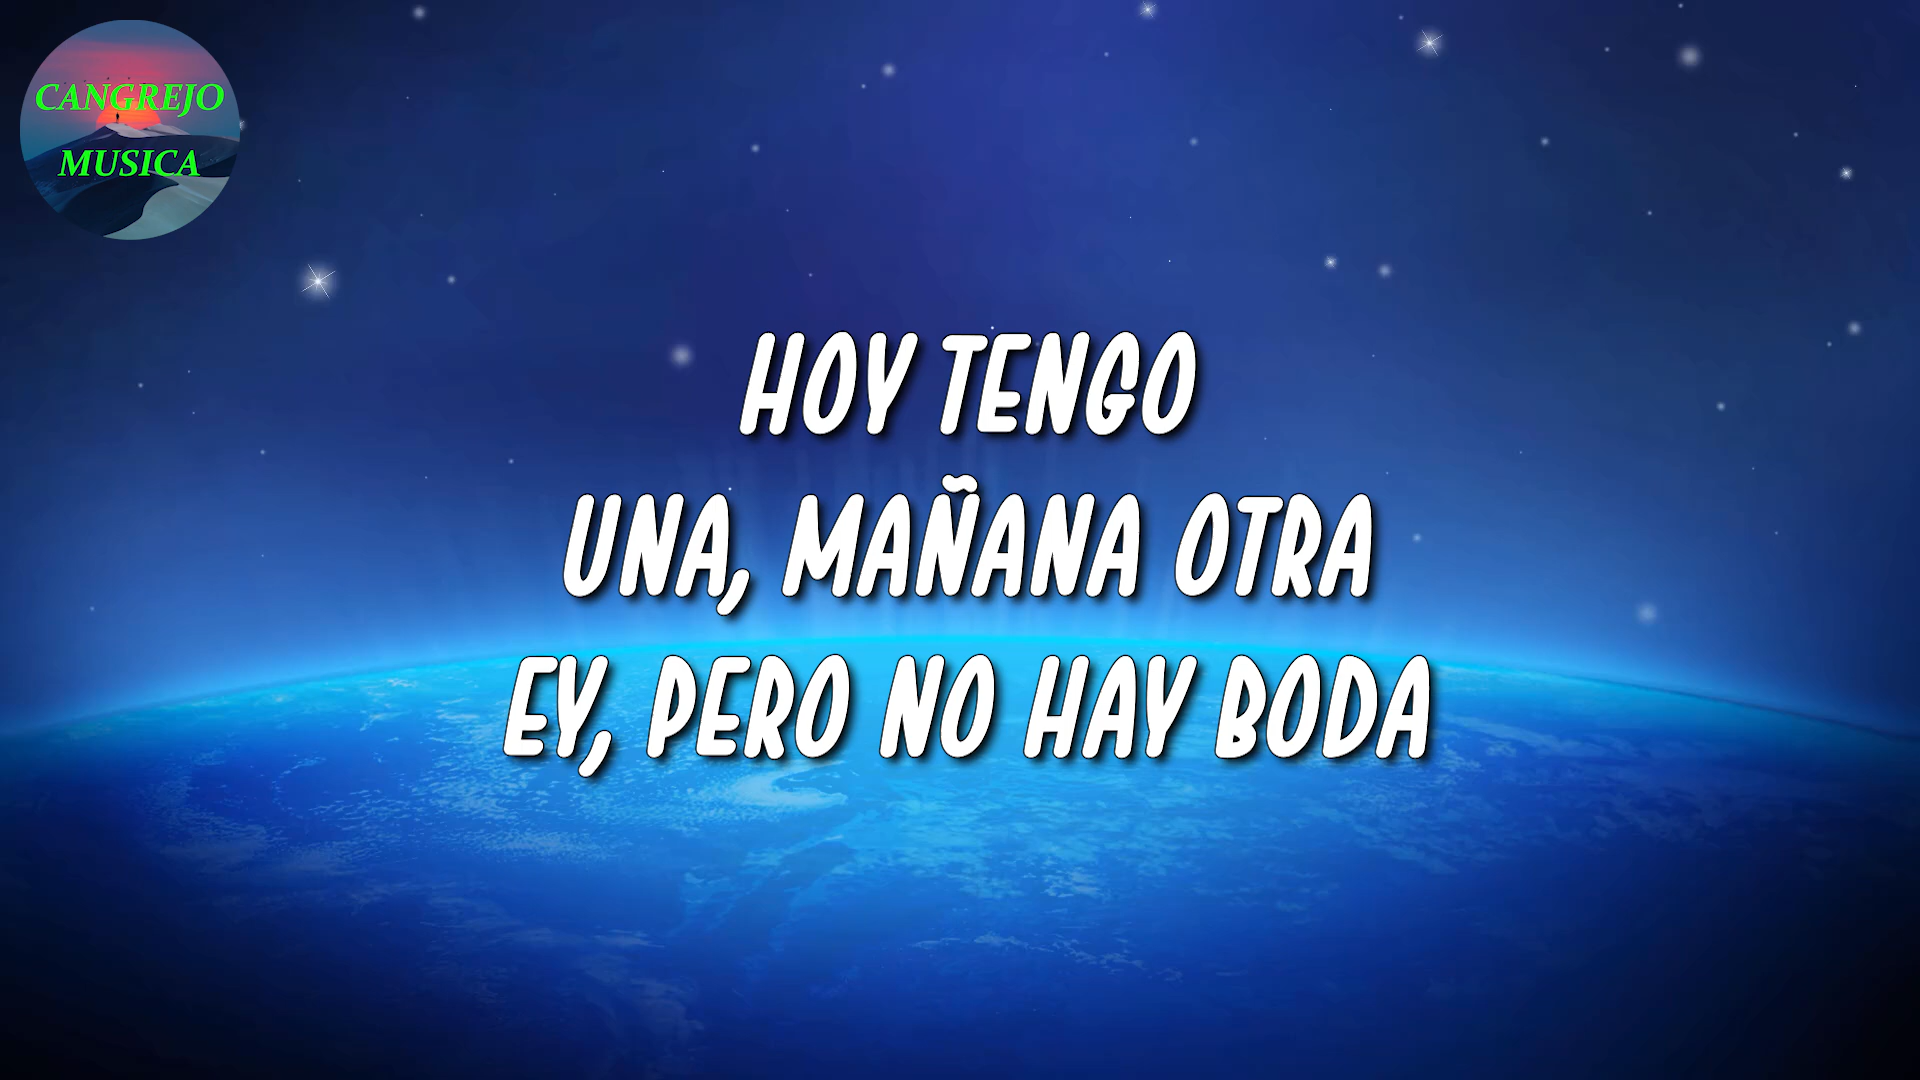 CANGREJO
MUSICA
HOY TENGO
UNA, MAÑANA OTRA
EY, PERO NO HAY BODA